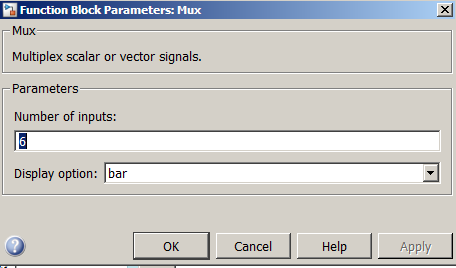 Function Block Parameters: Mux
Mux
Multiplex scalar or vector signals.
Parameters
Number of inputs:
6
Display option: bar
OK Cancel Help Apply